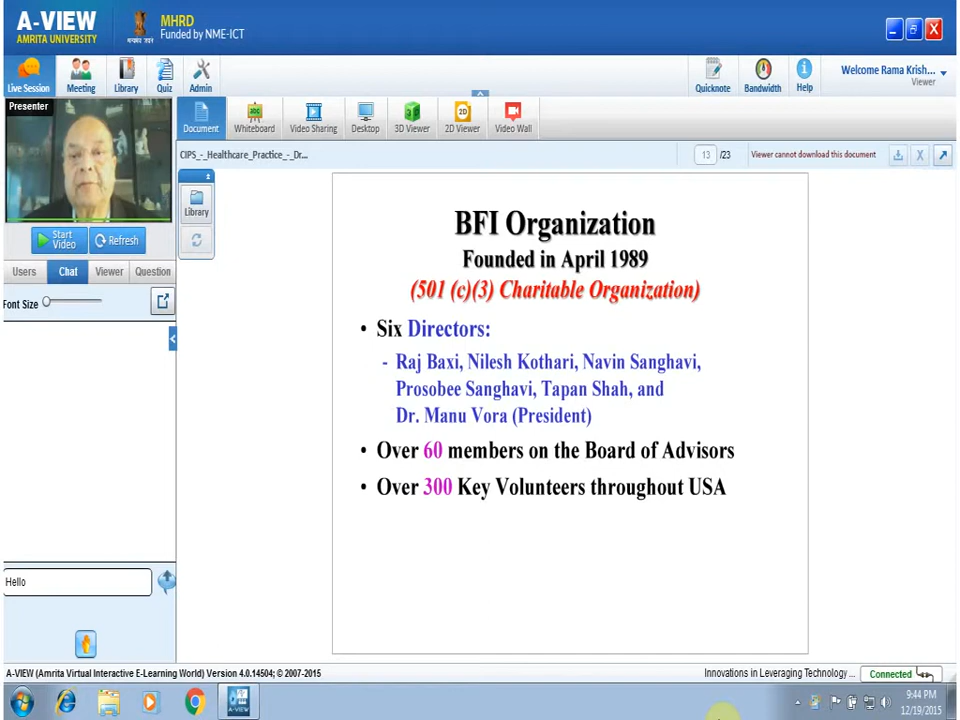 A-VIEW
AMRITA UNIVERSITY
MHRD
Funded by NME-ICT
Live Session
Meeting
Library
Quiz
Admin
Quicknote
Bandwidth
Help
Welcome Rama Krish...
Viewer
Presenter
Document
Whiteboard
Video Sharing
Desktop
3D Viewer
2D Viewer
Video Wall
CIPS_-_Healthcare_Practice_-_Dr...
13 /23
Viewer cannot download this document
Library
Start Video
Refresh
Users
Chat
Viewer
Question
Font Size
BFI Organization
Founded in April 1989
(501 (c)(3) Charitable Organization)
• Six Directors:
- Raj Baxi, Nilesh Kothari, Navin Sanghavi,
Prosobee Sanghavi, Tapan Shah, and
Dr. Manu Vora (President)
• Over 60 members on the Board of Advisors
• Over 300 Key Volunteers throughout USA
Hello
A-VIEW (Amrita Virtual Interactive E-Learning World) Version 4.0.14504; © 2007-2015
Innovations in Leveraging Technology ...
Connected
A-VIEW
9:44 PM
12/19/2015